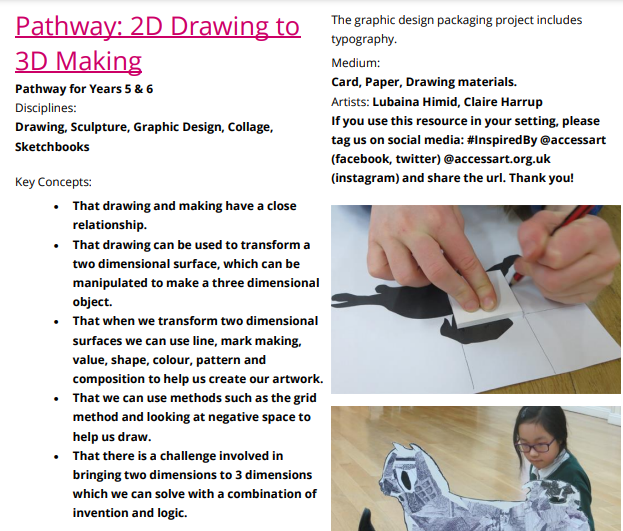 Pathway: 2D Drawing to
3D Making
Pathway for Years 5 & 6
Disciplines:
Drawing, Sculpture, Graphic Design, Collage,
Sketchbooks
Key Concepts:
• That drawing and making have a close
relationship.
• That drawing can be used to transform a
two dimensional surface, which can be
manipulated to make a three dimensional
object.
• That when we transform two dimensional
surfaces we can use line, mark making,
value, shape, colour, pattern and
composition to help us create our artwork.
• That we can use methods such as the grid
method and looking at negative space to
help us draw.
• That there is a challenge involved in
bringing two dimensions to 3 dimensions
which we can solve with a combination of
invention and logic.
The graphic design packaging project includes
typography.
Medium:
Card, Paper, Drawing materials.
Artists: Lubaina Himid, Claire Harrup
If you use this resource in your setting, please
tag us on social media: #InspiredBy @accessart
(facebook, twitter) @accessart.org.uk
(instagram) and share the url. Thank you!